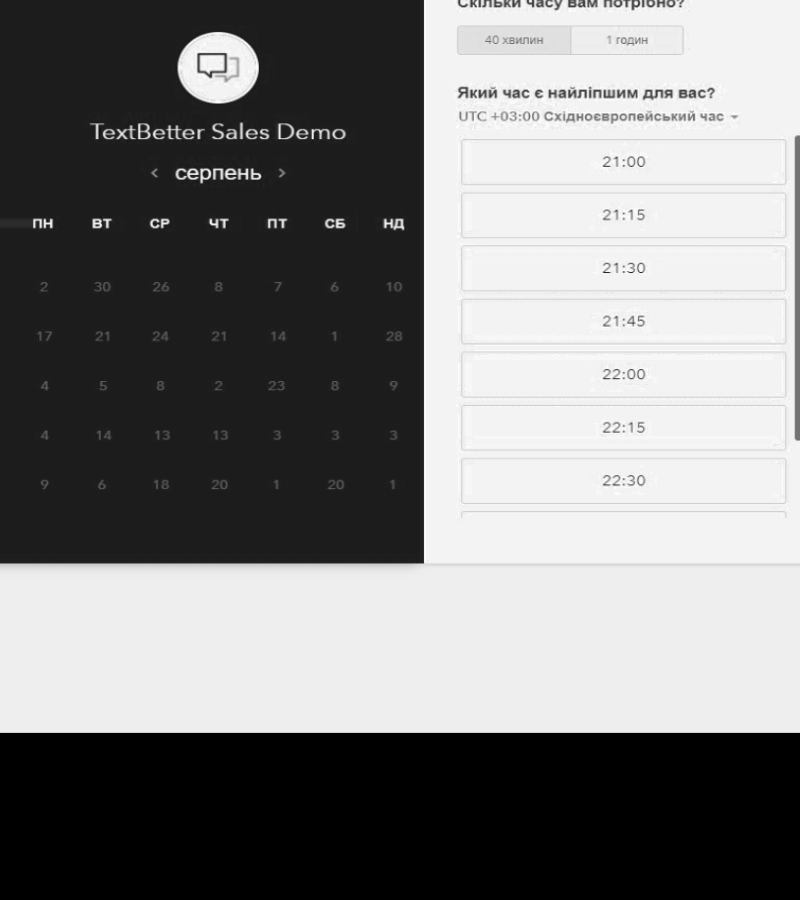 TextBetter Sales Demo
‹ серпень ›
ПН ВТ СР ЧТ ПТ СБ НД
2 30 26 8 7 6 10
17 21 24 21 14 1 28
4 5 8 2 23 8 9
4 14 13 13 3 3 3
9 6 18 20 1 20 1
Скільки часу вам потрібно?
40 хвилин 1 годин
Який час є найліпшим для вас?
UTC +03:00 Східноєвропейський час
21:00
21:15
21:30
21:45
22:00
22:15
22:30